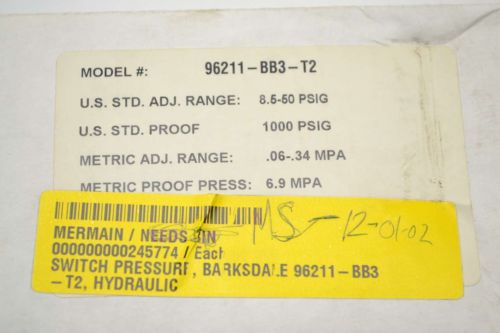 MODEL #: 96211-BB3-T2
U.S. STD. ADJ. RANGE: 8.5-50 PSIG
U.S. STD. PROOF 1000 PSIG
METRIC ADJ. RANGE: .06-.34 MPA
METRIC PROOF PRESS: 6.9 MPA
MS- 12-01-02
MERMAIN / NEEDS BIN
000000000245774 / Each
SWITCH PRESSURE, BARKSDALE 96211-BB3
-T2, HYDRAULIC